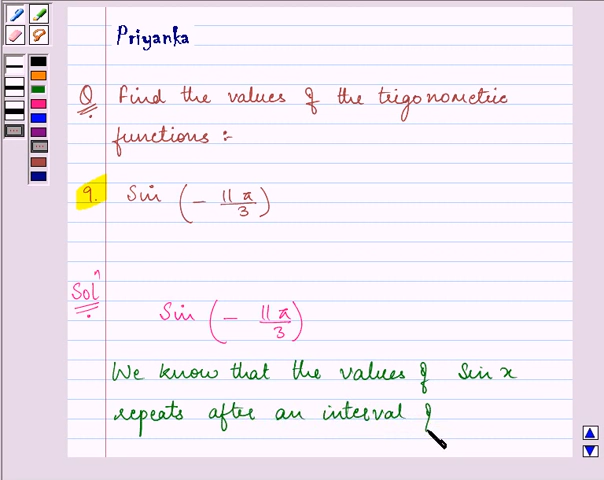 Priyanka
Q Find the values of the trigonometric
functions :-
9. Sin (- 11π/3)
Solⁿ
Sin (- 11π/3)
We know that the values of Sin x
repeats after an interval of